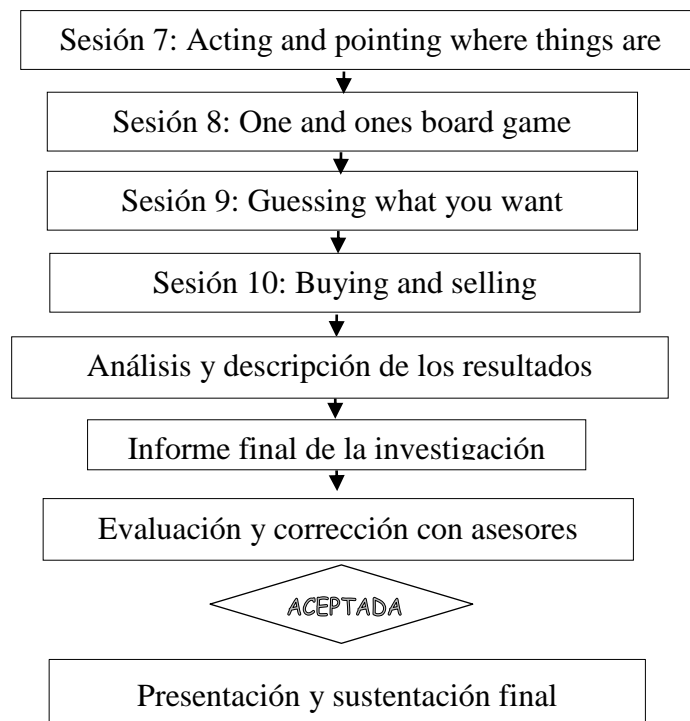 Sesión 7: Acting and pointing where things are
Sesión 8: One and ones board game
Sesión 9: Guessing what you want
Sesión 10: Buying and selling
Análisis y descripción de los resultados
Informe final de la investigación
Evaluación y corrección con asesores
ACEPTADA
Presentación y sustentación final